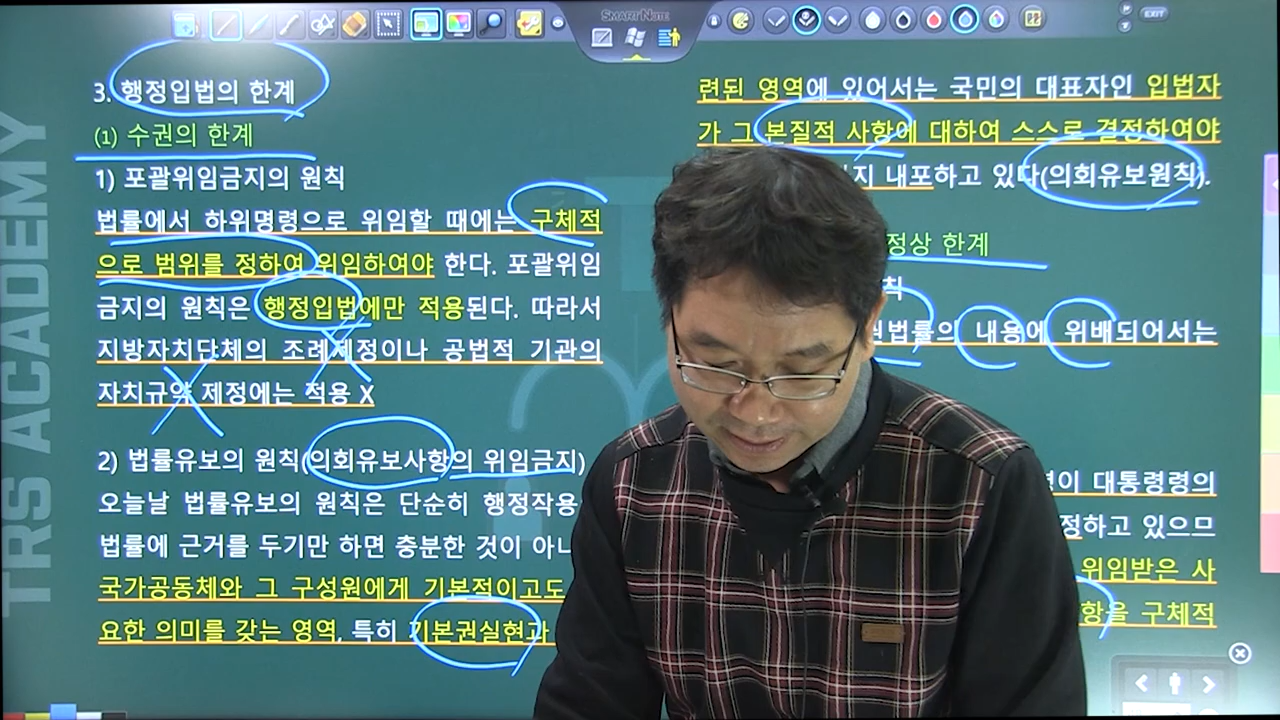 SMART NOTE
EXIT
TRS ACADEMY
3. 행정입법의 한계
(1) 수권의 한계
1) 포괄위임금지의 원칙
법률에서 하위명령으로 위임할 때에는 구체적
으로 범위를 정하여 위임하여야 한다. 포괄위임
금지의 원칙은 행정입법에만 적용된다. 따라서
지방자치단체의 조례제정이나 공법적 기관의
자치규약 제정에는 적용 X
2) 법률유보의 원칙(의회유보사항의 위임금지)
오늘날 법률유보의 원칙은 단순히 행정작용
법률에 근거를 두기만 하면 충분한 것이 아니
국가공동체와 그 구성원에게 기본적이고도
요한 의미를 갖는 영역, 특히 기본권실현과
련된 영역에 있어서는 국민의 대표자인 입법자
가 그 본질적 사항에 대하여 스스로 결정하여야
지 내포하고 있다(의회유보원칙).
정상 한계
칙
법률의 내용에 위배되어서는
이 대통령령의
정하고 있으므
위임받은 사
항을 구체적